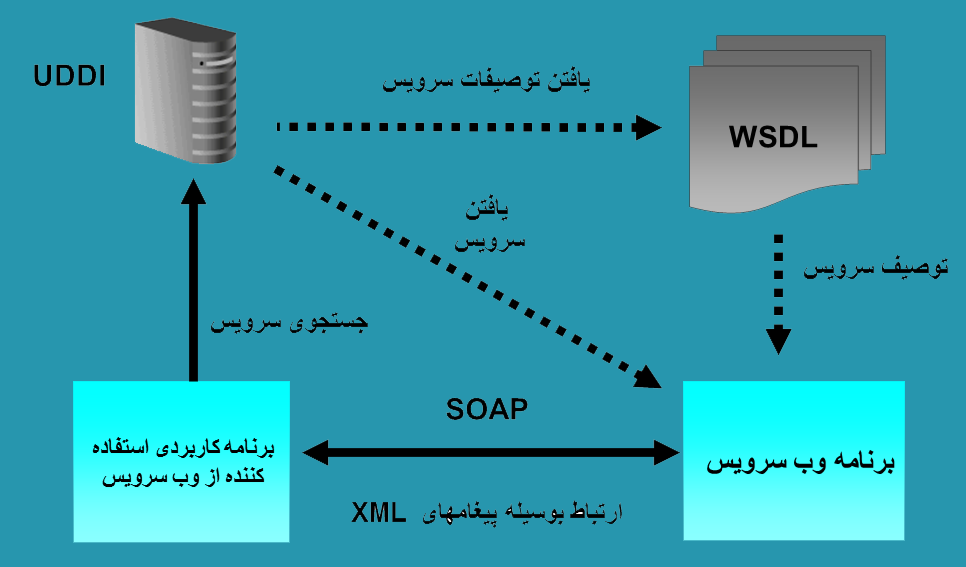 UDDI
یافتن توصیفات سرویس
WSDL
یافتن
سرویس
توصیف سرویس
جستجوی سرویس
SOAP
برنامه کاربردی استفاده
کننده از وب سرویس
برنامه وب سرویس
ارتباط بوسیله پیغامهای XML